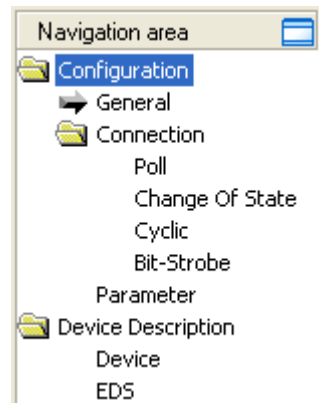 Navigation area
Configuration
General
Connection
Poll
Change Of State
Cyclic
Bit-Strobe
Parameter
Device Description
Device
EDS